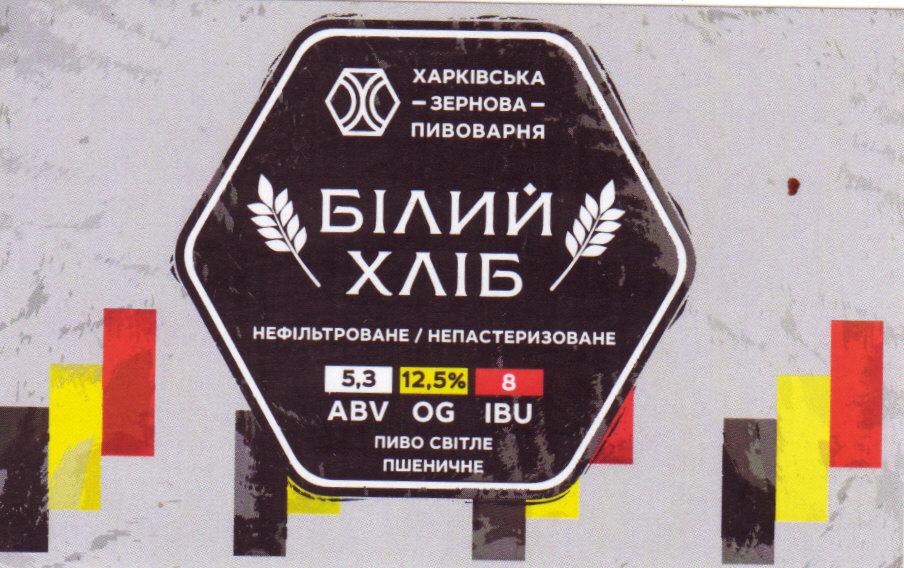 ХАРКІВСЬКА
– ЗЕРНОВА –
ПИВОВАРНЯ
БІЛИЙ
ХЛІБ
НЕФІЛЬТРОВАНЕ / НЕПАСТЕРИЗОВАНЕ
5,3 12,5% 8
ABV OG IBU
ПИВО СВІТЛЕ
ПШЕНИЧНЕ